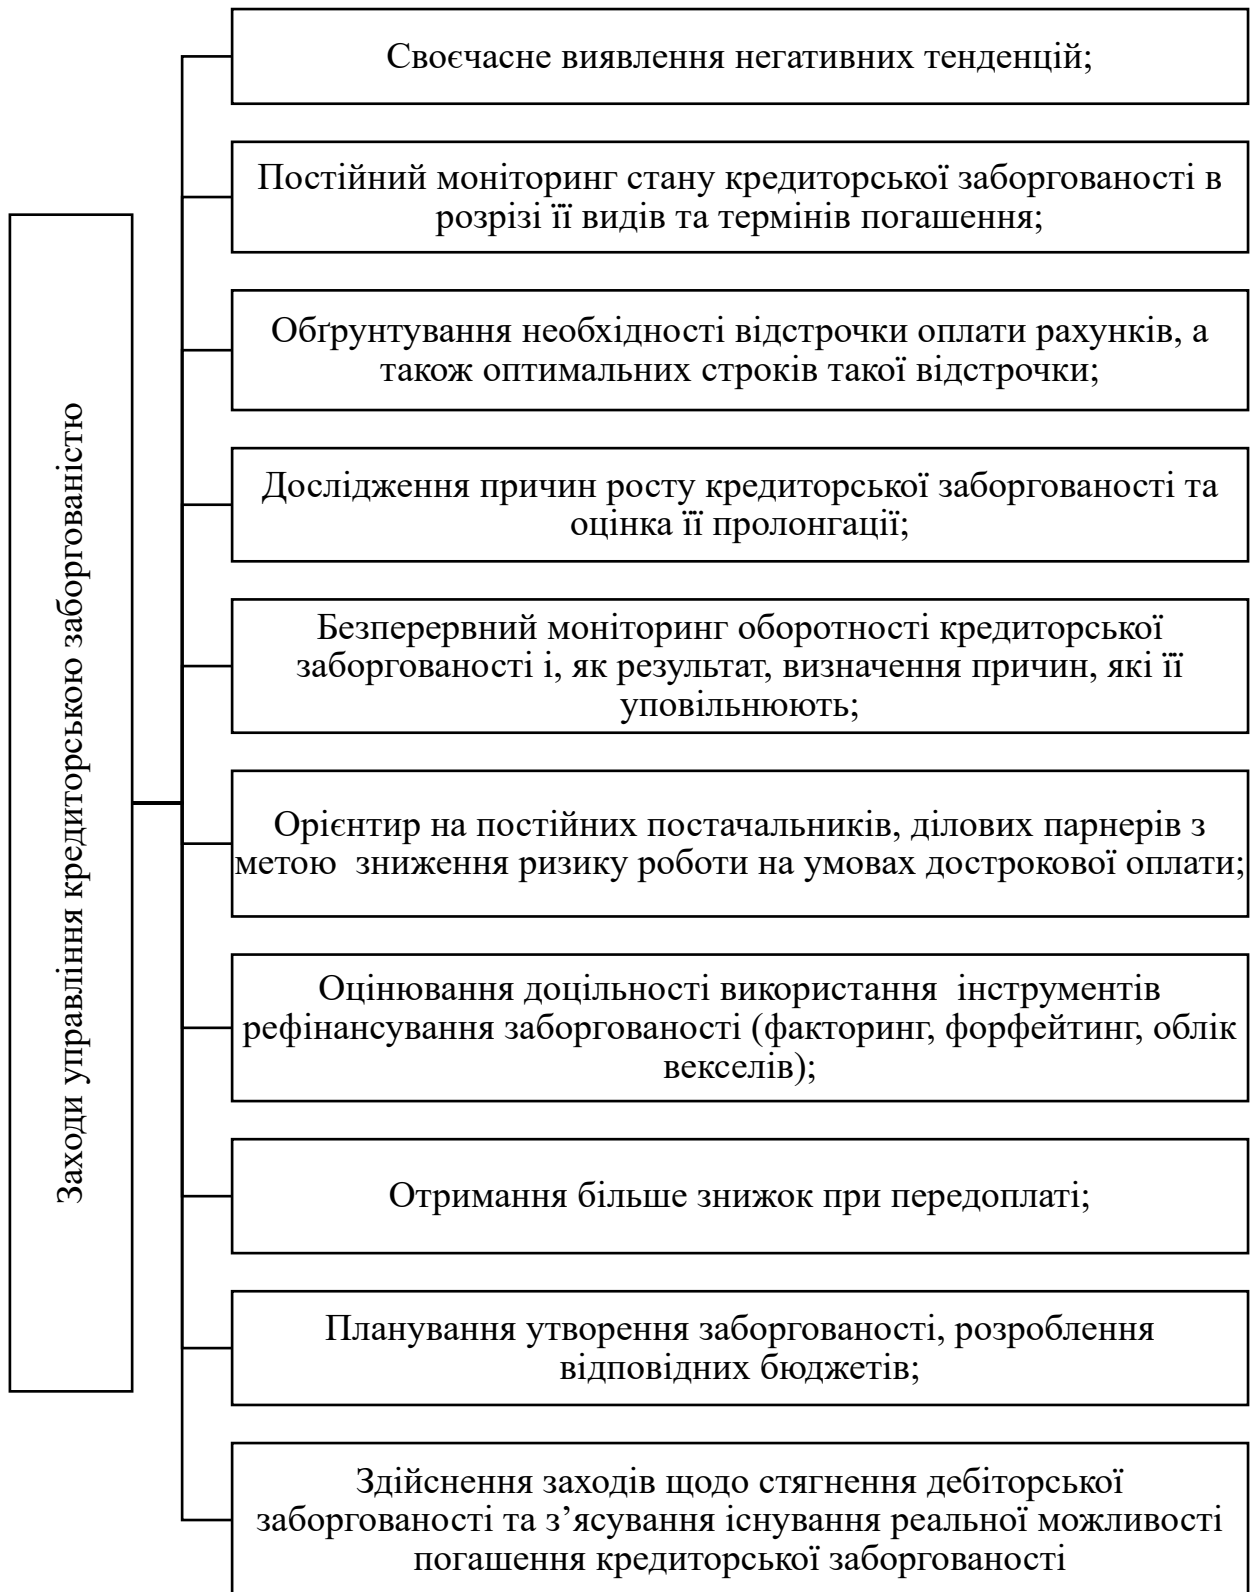 Заходи управління кредиторською заборгованістю
Своєчасне виявлення негативних тенденцій;
Постійний моніторинг стану кредиторської заборгованості в
розрізі її видів та термінів погашення;
Обґрунтування необхідності відстрочки оплати рахунків, а
також оптимальних строків такої відстрочки;
Дослідження причин росту кредиторської заборгованості та
оцінка її пролонгації;
Безперервний моніторинг оборотності кредиторської
заборгованості і, як результат, визначення причин, які її
уповільнюють;
Орієнтир на постійних постачальників, ділових парнерів з
метою  зниження ризику роботи на умовах дострокової оплати;
Оцінювання доцільності використання  інструментів
рефінансування заборгованості (факторинг, форфейтинг, облік
векселів);
Отримання більше знижок при передоплаті;
Планування утворення заборгованості, розроблення
відповідних бюджетів;
Здійснення заходів щодо стягнення дебіторської
заборгованості та з’ясування існування реальної можливості
погашення кредиторської заборгованості